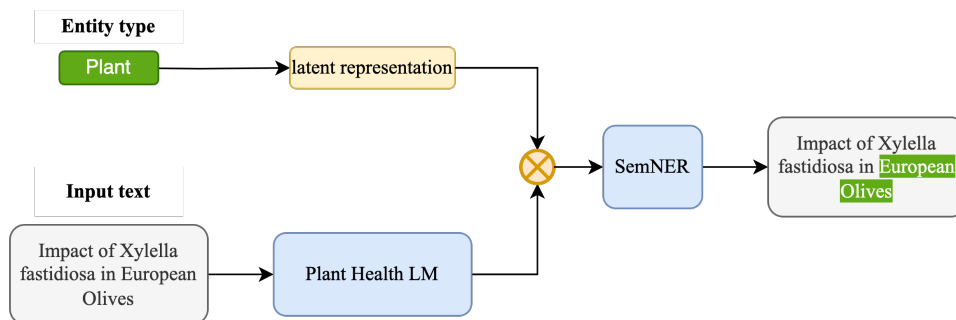 Entity type
Plant
latent representation
Input text
Impact of Xylella
fastidiosa in European
Olives
Plant Health LM
SemNER
Impact of Xylella
fastidiosa in European
Olives